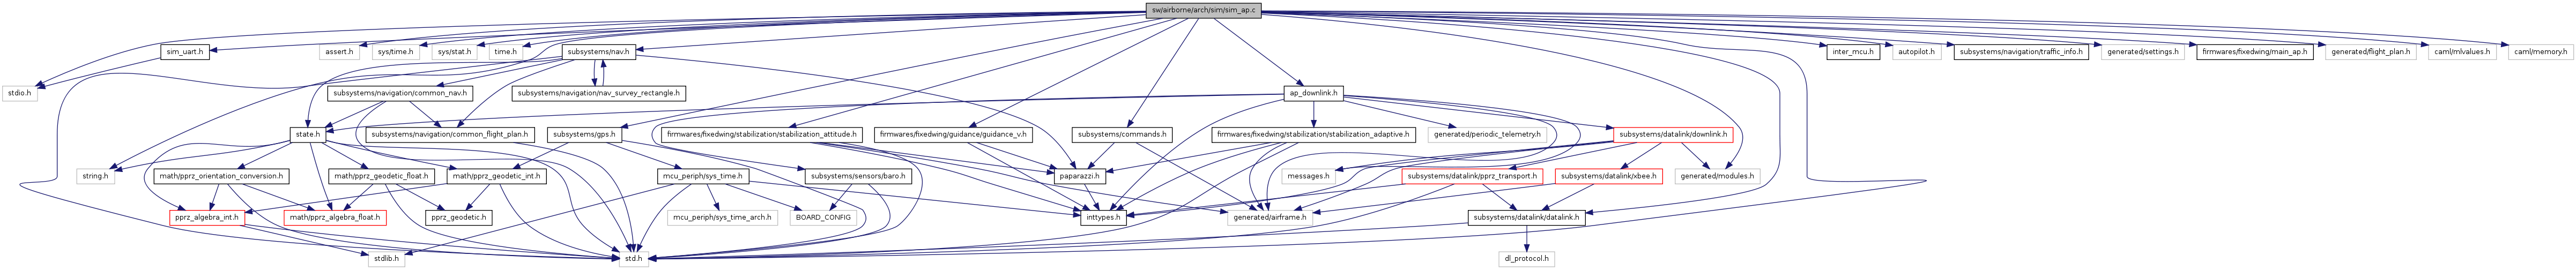 sw/airborne/arch/sim/sim_ap.c
sim_uart.h
assert.h
sys/time.h
sys/stat.h
time.h
subsystems/nav.h
inter_mcu.h
autopilot.h
subsystems/navigation/traffic_info.h
generated/settings.h
firmwares/fixedwing/main_ap.h
generated/flight_plan.h
caml/mlvalues.h
caml/memory.h
stdio.h
subsystems/navigation/common_nav.h
subsystems/navigation/nav_survey_rectangle.h
ap_downlink.h
state.h
subsystems/navigation/common_flight_plan.h
subsystems/gps.h
firmwares/fixedwing/stabilization/stabilization_attitude.h
firmwares/fixedwing/guidance/guidance_v.h
subsystems/commands.h
firmwares/fixedwing/stabilization/stabilization_adaptive.h
generated/periodic_telemetry.h
subsystems/datalink/downlink.h
string.h
math/pprz_orientation_conversion.h
math/pprz_geodetic_float.h
math/pprz_geodetic_int.h
mcu_periph/sys_time.h
subsystems/sensors/baro.h
paparazzi.h
messages.h
subsystems/datalink/pprz_transport.h
subsystems/datalink/xbee.h
generated/modules.h
pprz_algebra_int.h
math/pprz_algebra_float.h
pprz_geodetic.h
mcu_periph/sys_time_arch.h
BOARD_CONFIG
inttypes.h
generated/airframe.h
subsystems/datalink/datalink.h
stdlib.h
std.h
dl_protocol.h